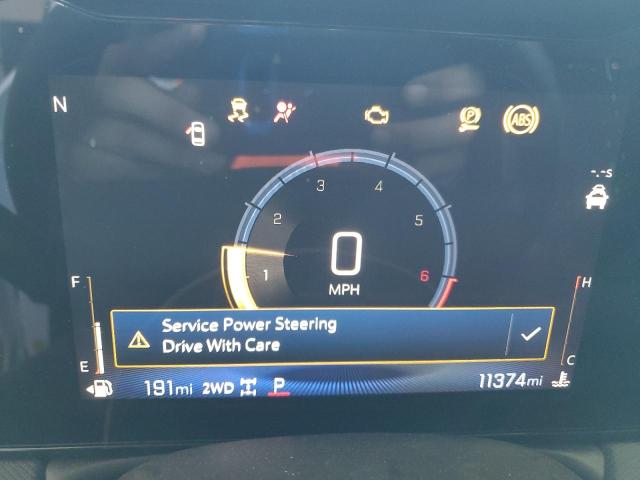 N
P
ABS
-.-s
3
4
2
5
1
0
6
MPH
F
H
Service Power Steering
Drive With Care
E
C
191mi 2WD P
11374mi